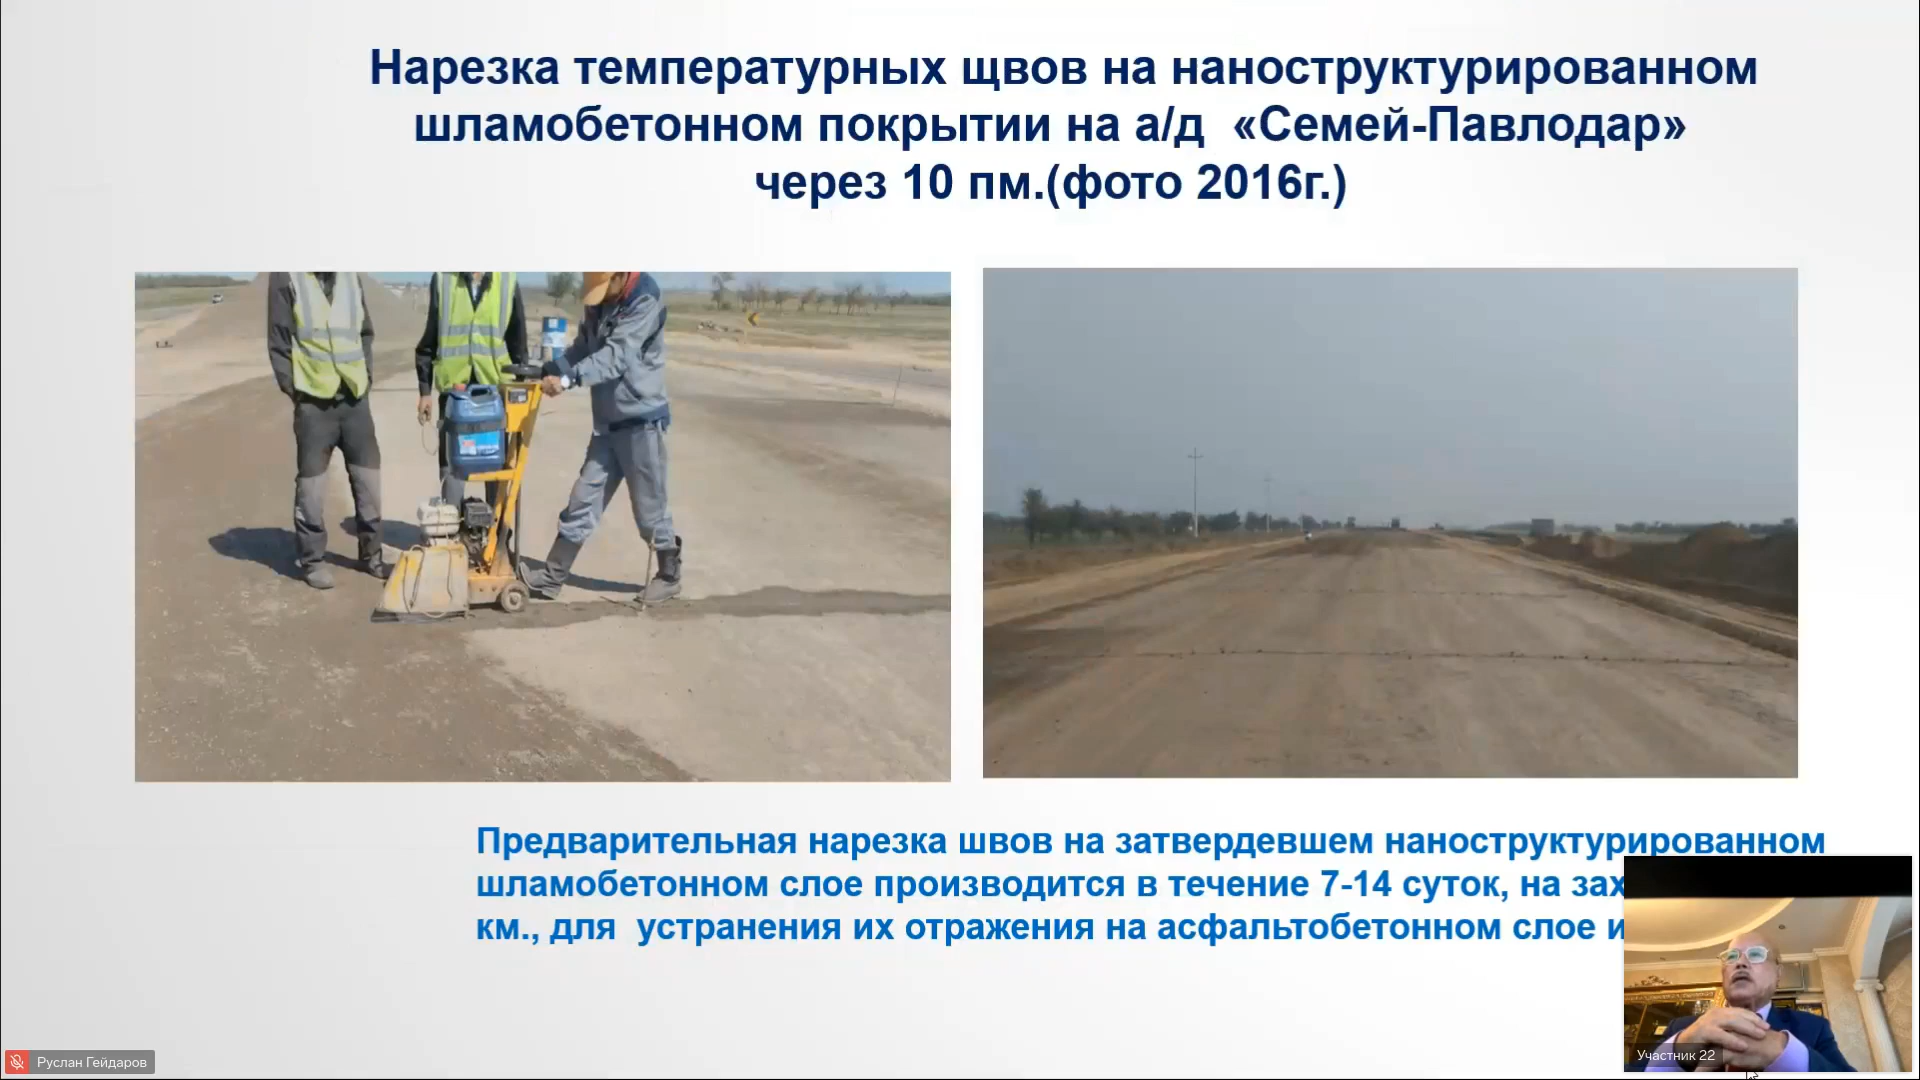 Нарезка температурных щвов на наноструктурированном
шламобетонном покрытии на а/д «Семей-Павлодар»
через 10 пм.(фото 2016г.)
Предварительная нарезка швов на затвердевшем наноструктурированном
шламобетонном слое производится в течение 7-14 суток, на
км., для устранения их отражения на асфальтобетонном слое
Участник 22
Руслан Гейдаров